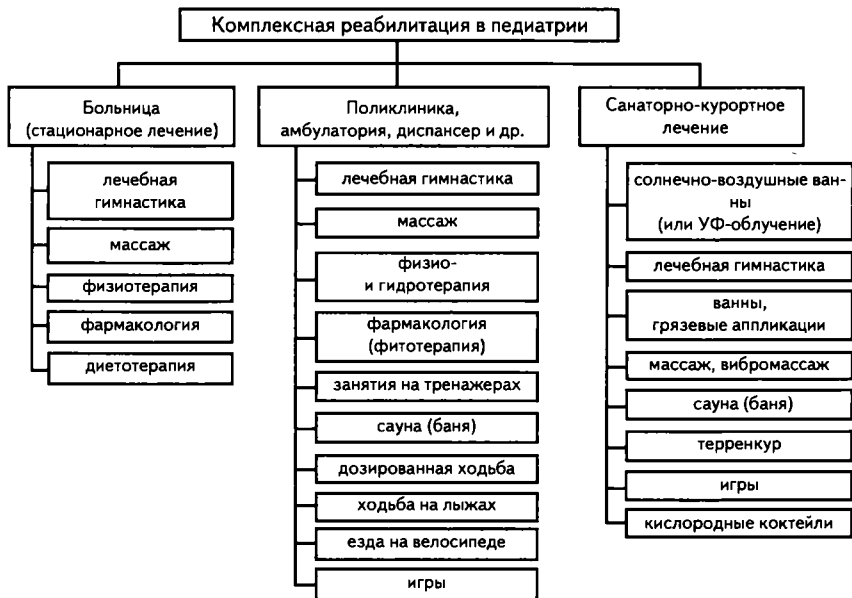 Комплексная реабилитация в педиатрии
Больница
(стационарное лечение)
лечебная
гимнастика
массаж
физиотерапия
фармакология
диетотерапия
Поликлиника,
амбулатория, диспансер и др.
лечебная гимнастика
массаж
физио-
и гидротерапия
фармакология
(фитотерапия)
занятия на тренажерах
сауна (баня)
дозированная ходьба
ходьба на лыжах
езда на велосипеде
игры
Санаторно-курортное
лечение
солнечно-воздушные ван-
ны
(или УФ-облучение)
лечебная гимнастика
ванны,
грязевые аппликации
массаж, вибромассаж
сауна (баня)
терренкур
игры
кислородные коктейли